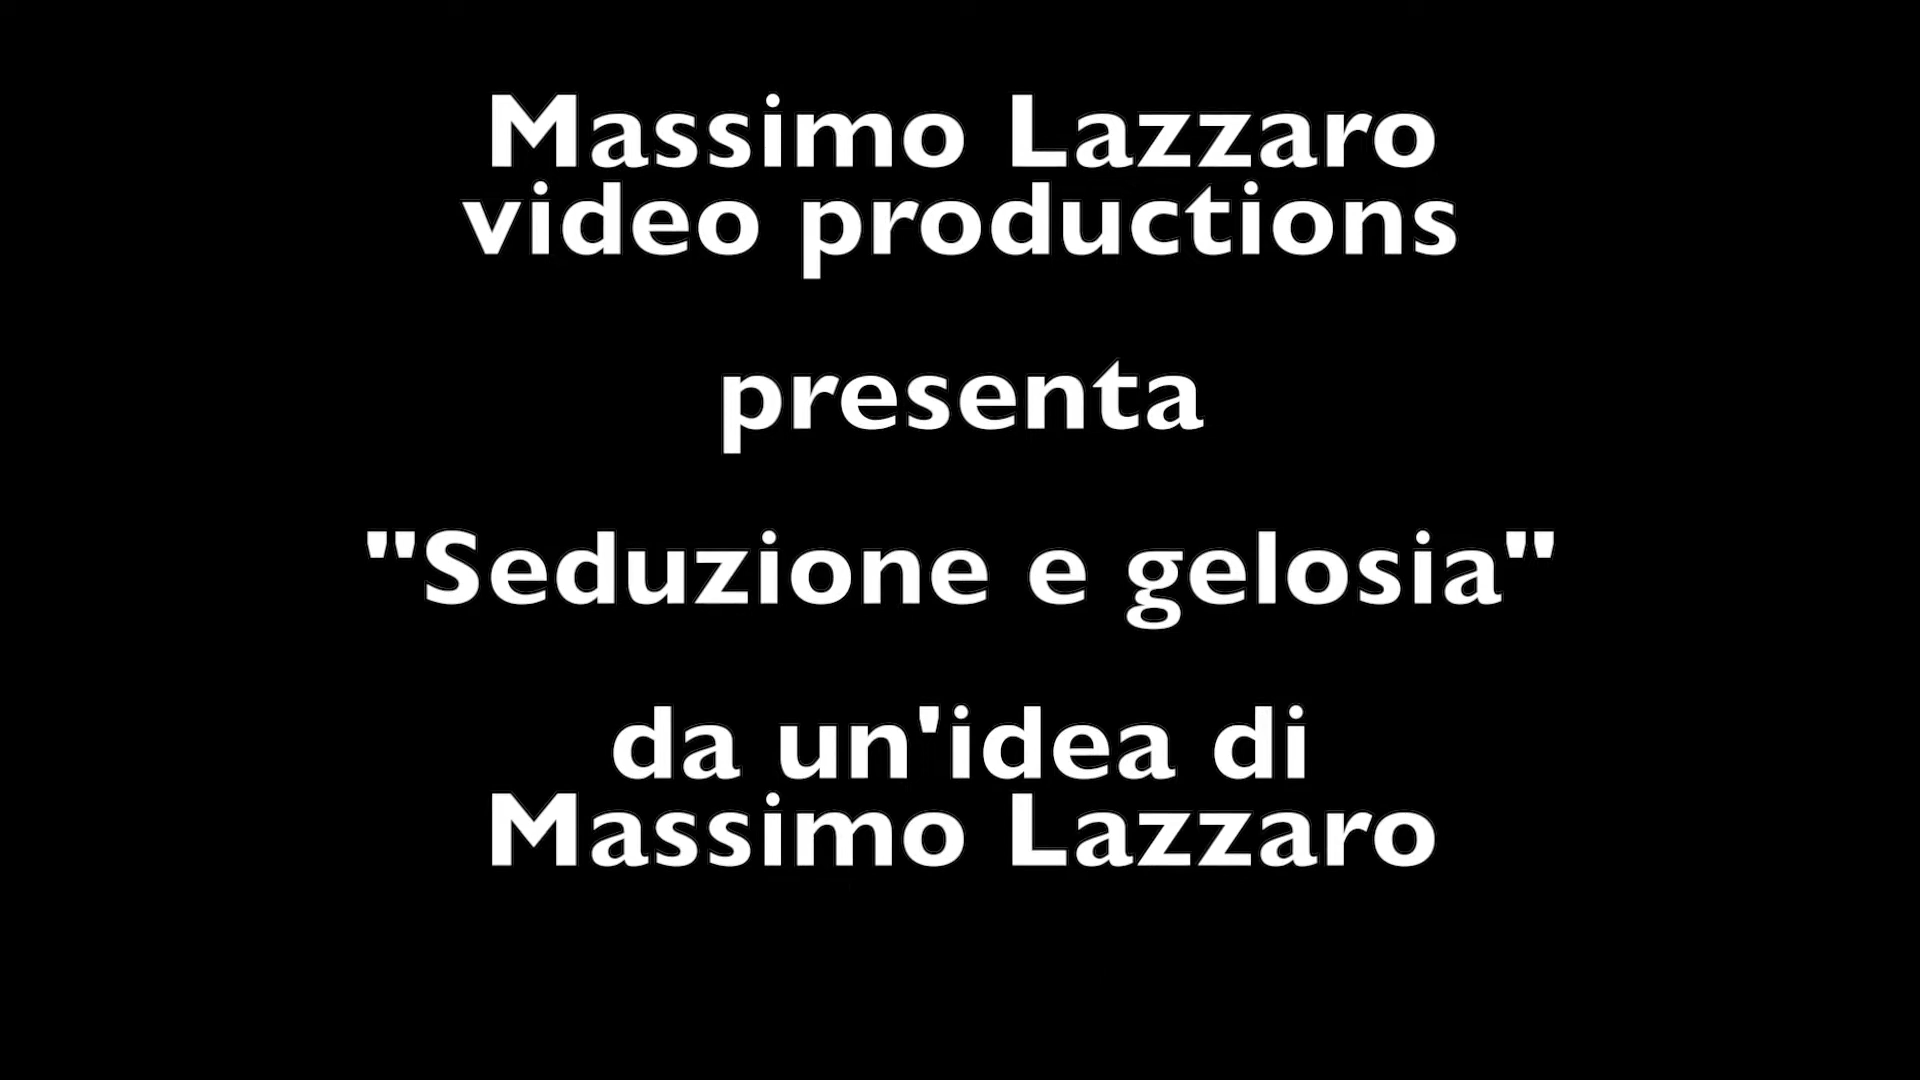 Massimo Lazzaro
video productions
presenta
"Seduzione e gelosia"
da un'idea di
Massimo Lazzaro